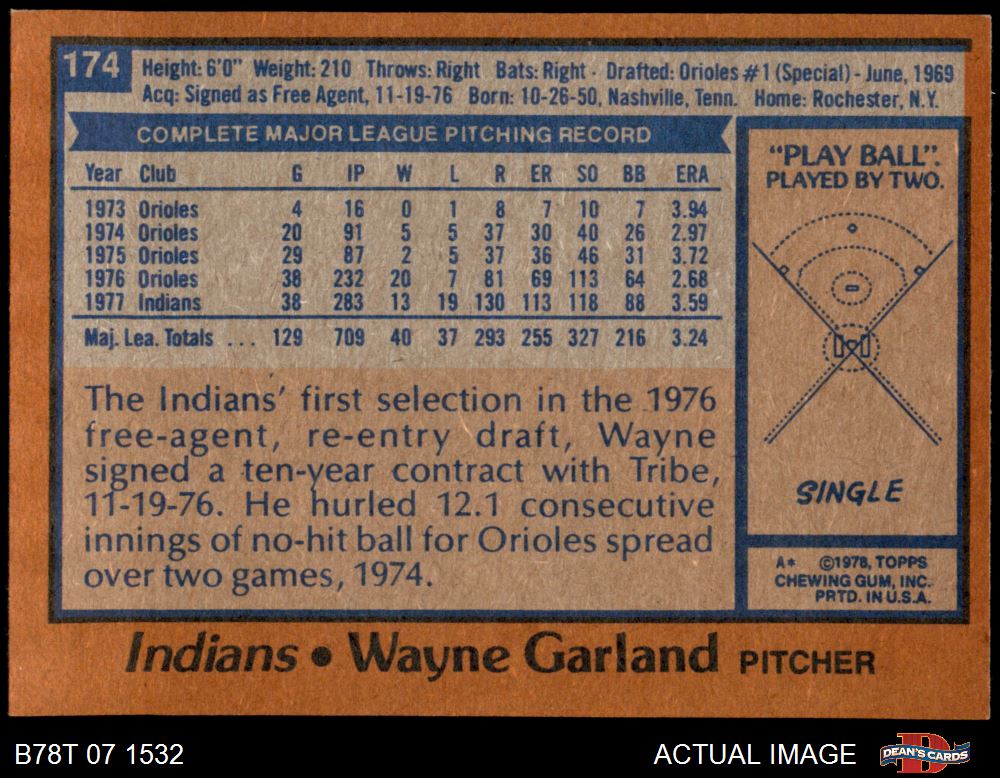 174
Height: 6'0" Weight: 210 Throws: Right Bats: Right · Drafted: Orioles #1 (Special) - June, 1969
Acq: Signed as Free Agent, 11-19-76 Born: 10-26-50, Nashville, Tenn. Home: Rochester, N.Y.
COMPLETE MAJOR LEAGUE PITCHING RECORD
Year Club G IP W L R ER SO BB ERA
1973 Orioles 4 16 0 1 8 7 10 7 3.94
1974 Orioles 20 91 5 5 37 30 40 26 2.97
1975 Orioles 29 87 2 5 37 36 46 31 3.72
1976 Orioles 38 232 20 7 81 69 113 64 2.68
1977 Indians 38 283 13 19 130 113 118 88 3.59
Maj. Lea. Totals ... 129 709 40 37 293 255 327 216 3.24
The Indians' first selection in the 1976
free-agent, re-entry draft, Wayne
signed a ten-year contract with Tribe,
11-19-76. He hurled 12.1 consecutive
innings of no-hit ball for Orioles spread
over two games, 1974.
"PLAY BALL".
PLAYED BY TWO.
SINGLE
A* ©1978, TOPPS
CHEWING GUM, INC.
PRTD. IN U.S.A.
Indians • Wayne Garland PITCHER
B78T 07 1532 ACTUAL IMAGE
DEAN'S CARDS